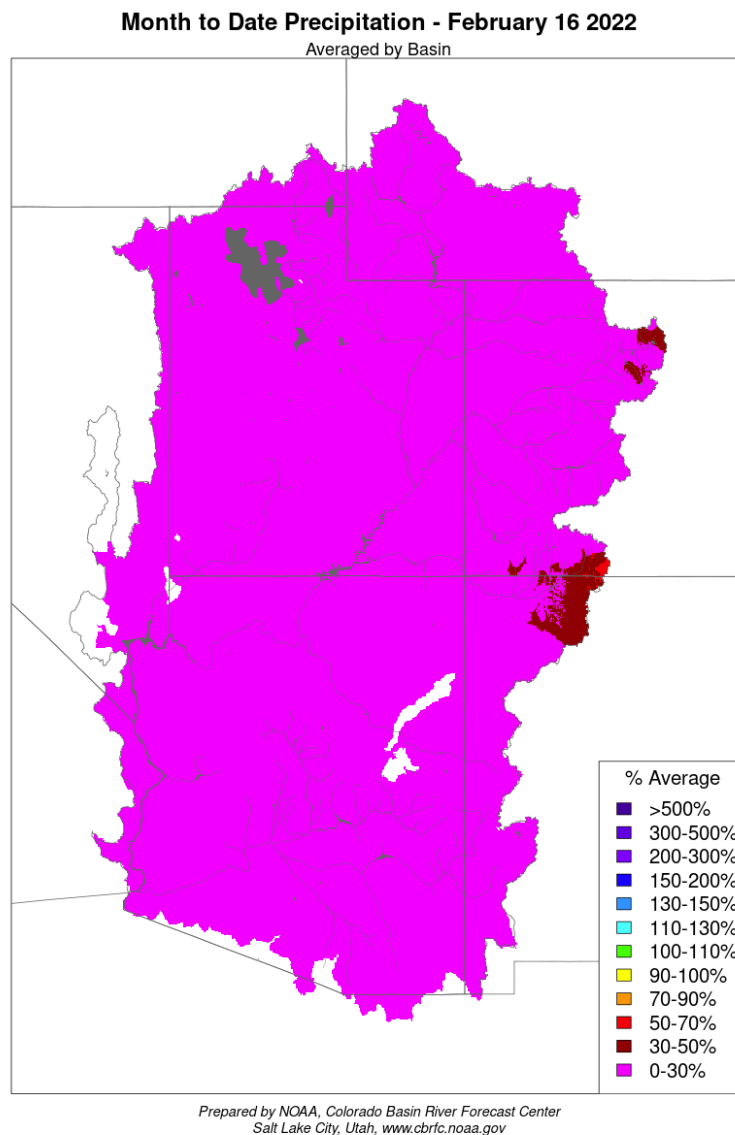 Month to Date Precipitation - February 16 2022
Averaged by Basin
% Average
>500%
300-500%
200-300%
150-200%
130-150%
110-130%
100-110%
90-100%
70-90%
50-70%
30-50%
0-30%
Prepared by NOAA, Colorado Basin River Forecast Center
Salt Lake City, Utah, www.cbrfc.noaa.gov